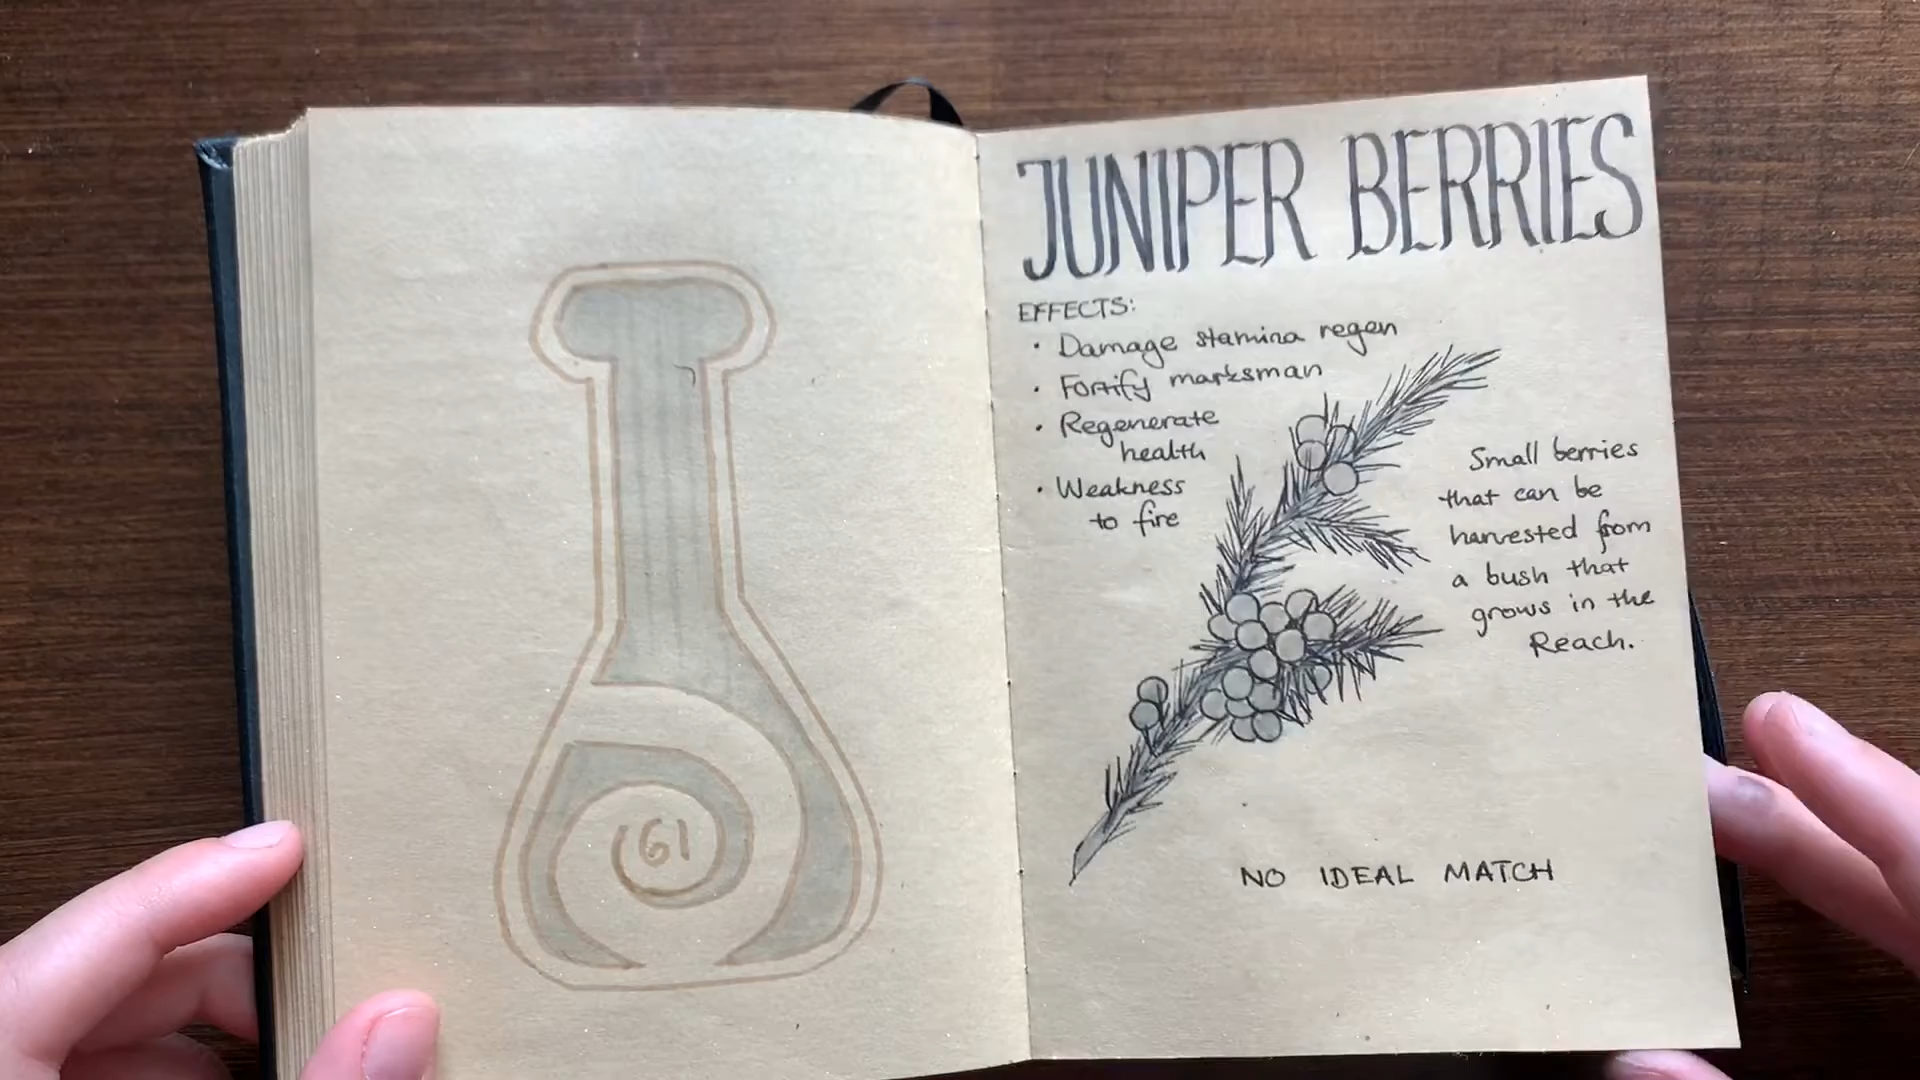 61
JUNIPER BERRIES
EFFECTS:
• Damage stamina regen
• Fortify marksman
• Regenerate
health
• Weakness
to fire
Small berries
that can be
harvested from
a bush that
grows in the
Reach.
NO IDEAL MATCH